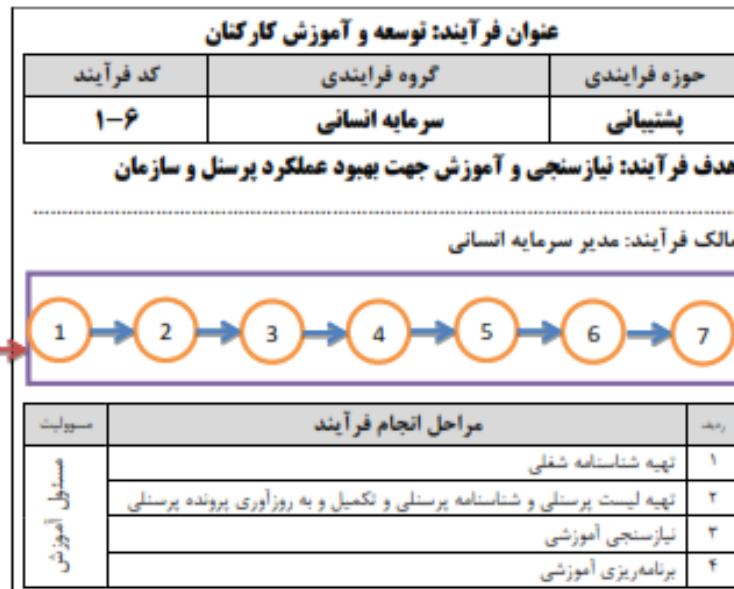 عنوان فرآیند: توسعه و آموزش کارکنان
حوزه فرایندی گروه فرایندی کد فرآیند
پشتیبانی سرمایه انسانی ۱-۶
هدف فرآیند: نیازسنجی و آموزش جهت بهبود عملکرد پرسنل و سازمان
مالک فرآیند: مدیر سرمایه انسانی
1 2 3 4 5 6 7
ردیف مراحل انجام فرآیند مسوولیت
۱ تهیه شناسنامه شغلی
۲ تهیه لیست پرسنلی و شناسنامه پرسنلی و تکمیل و به روزآوری پرونده پرسنلی
۳ نیازسنجی آموزشی
۴ برنامه‌ریزی آموزشی
مسئول آموزش